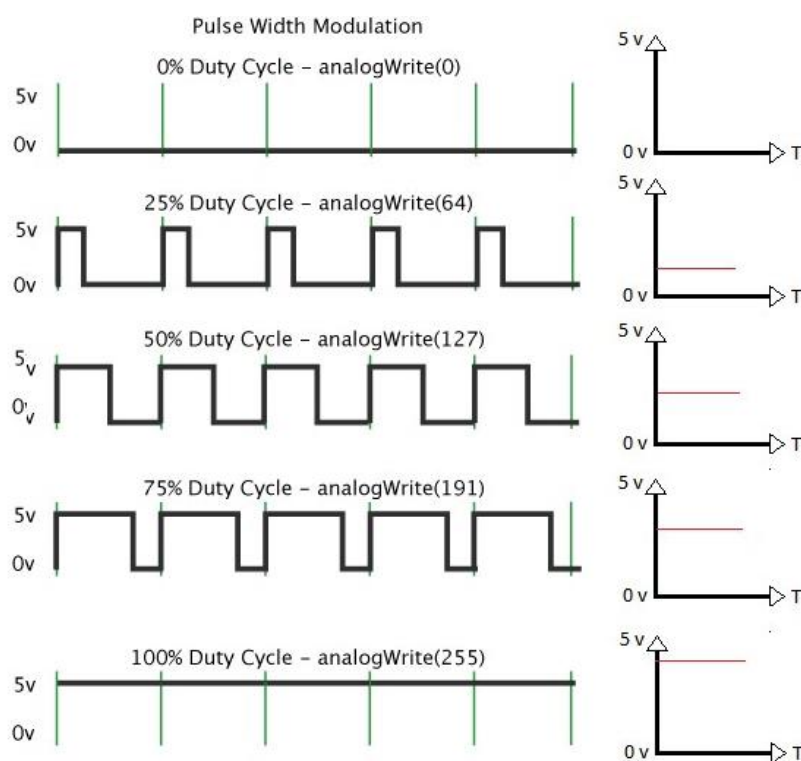 Pulse Width Modulation
0% Duty Cycle – analogWrite(0)
5v
0v
5 v
0 v
T
25% Duty Cycle – analogWrite(64)
5v
0v
5 v
0 v
T
50% Duty Cycle – analogWrite(127)
5v
0v
5 v
0 v
T
75% Duty Cycle – analogWrite(191)
5v
0v
5 v
0 v
T
100% Duty Cycle – analogWrite(255)
5v
0v
5 v
0 v
T